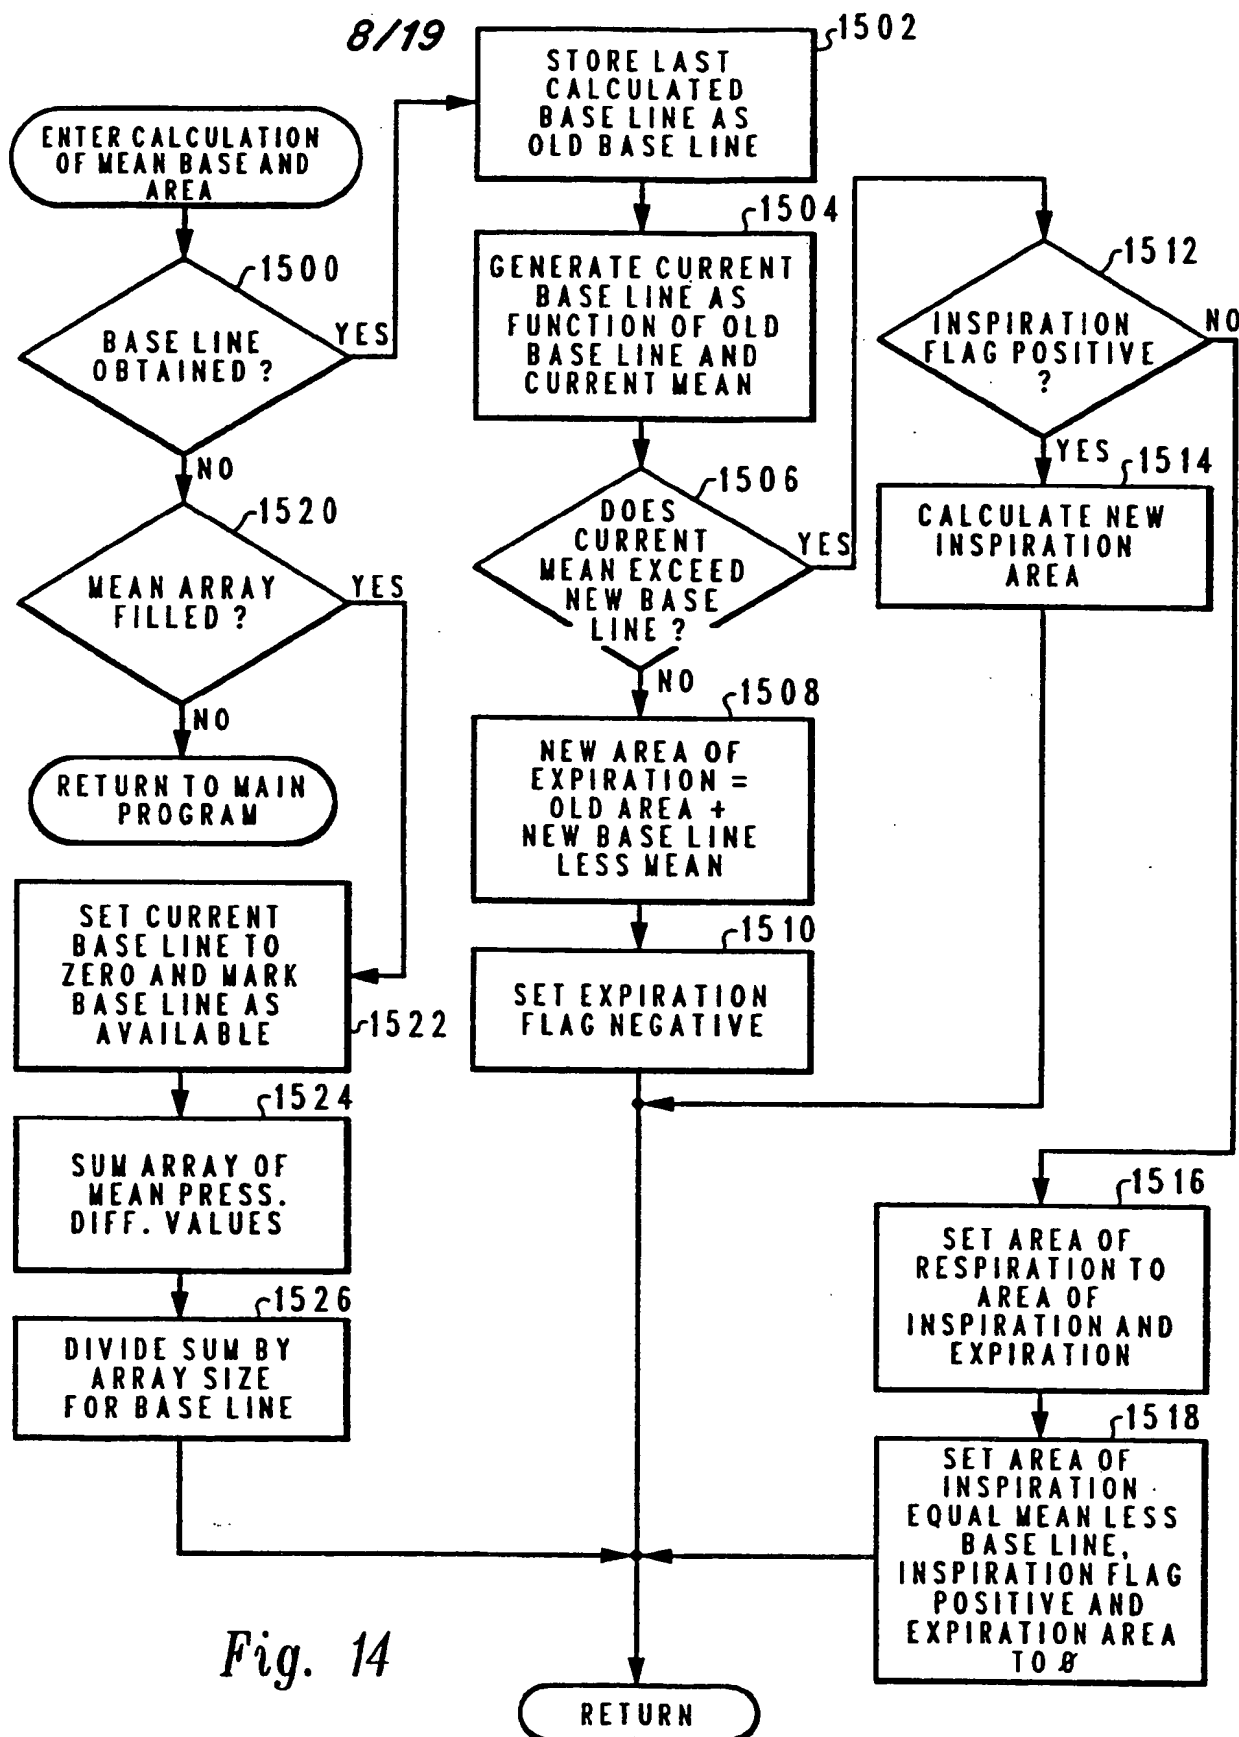 8/19
ENTER CALCULATION
OF MEAN BASE AND
AREA
1500
BASE LINE
OBTAINED ?
YES
NO
1520
MEAN ARRAY
FILLED ?
YES
NO
RETURN TO MAIN
PROGRAM
SET CURRENT
BASE LINE TO
ZERO AND MARK
BASE LINE AS
AVAILABLE
1522
1524
SUM ARRAY OF
MEAN PRESS.
DIFF. VALUES
1526
DIVIDE SUM BY
ARRAY SIZE
FOR BASE LINE
1502
STORE LAST
CALCULATED
BASE LINE AS
OLD BASE LINE
1504
GENERATE CURRENT
BASE LINE AS
FUNCTION OF OLD
BASE LINE AND
CURRENT MEAN
1506
DOES
CURRENT
MEAN EXCEED
NEW BASE
LINE ?
YES
NO
1508
NEW AREA OF
EXPIRATION =
OLD AREA +
NEW BASE LINE
LESS MEAN
1510
SET EXPIRATION
FLAG NEGATIVE
1512
INSPIRATION
FLAG POSITIVE
?
NO
YES
1514
CALCULATE NEW
INSPIRATION
AREA
1516
SET AREA OF
RESPIRATION TO
AREA OF
INSPIRATION AND
EXPIRATION
1518
SET AREA OF
INSPIRATION
EQUAL MEAN LESS
BASE LINE,
INSPIRATION FLAG
POSITIVE AND
EXPIRATION AREA
TO 0
RETURN
Fig. 14